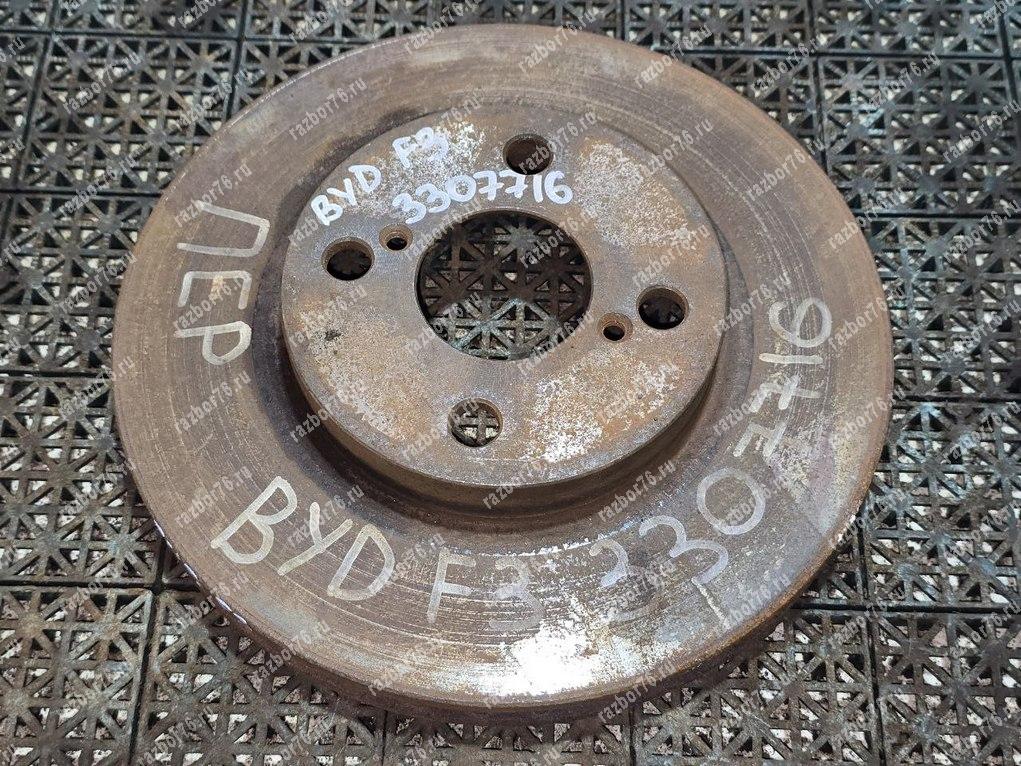 BYD F3
3307716
ПЕР
BYD F3 3307716
razbor76.ru